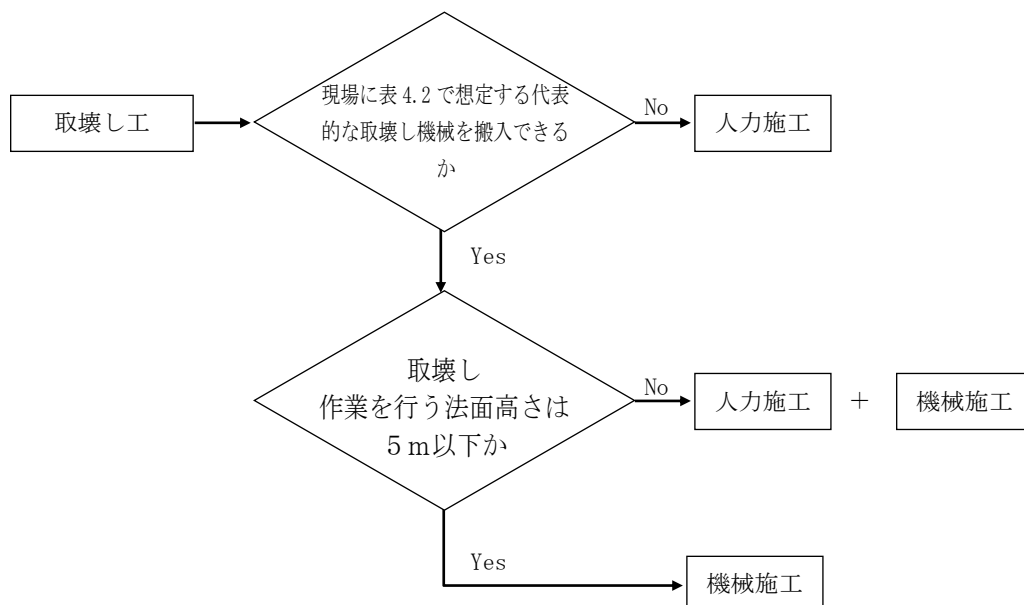 現場に表 4.2 で想定する代表
的な取壊し機械を搬入できる
か
取壊し工
No
人力施工
Yes
取壊し
作業を行う法面高さは
５ｍ以下か
No
人力施工 ＋ 機械施工
Yes
機械施工